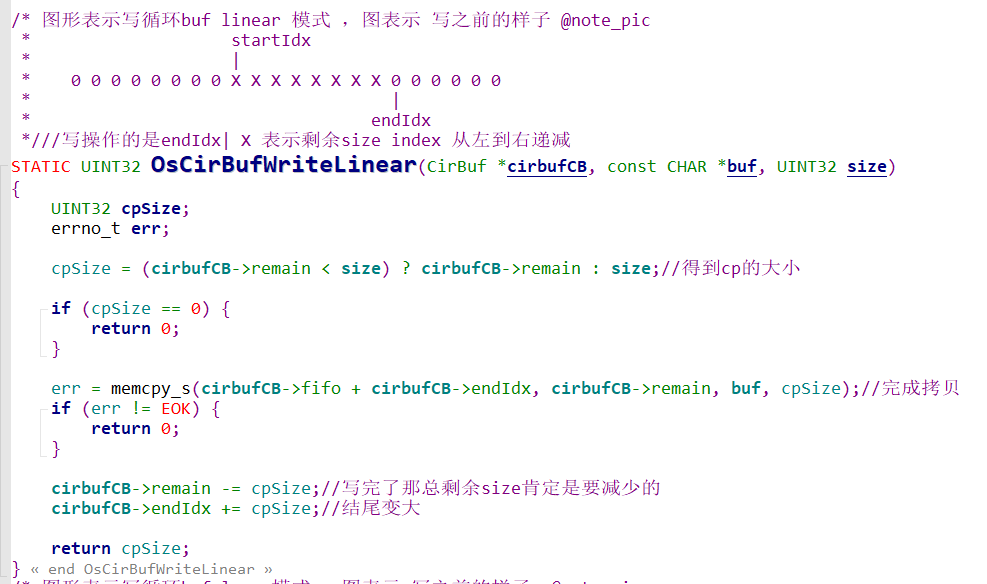 /* 图形表示写循环buf linear 模式 ，图表示 写之前的样子 @note_pic
 *                    startIdx
 *                    |
 *    0 0 0 0 0 0 0 0 X X X X X X X X 0 0 0 0 0 0
 *                                    |
 *                                  endIdx
 *///写操作的是endIdx| X 表示剩余size index 从左到右递减
STATIC UINT32 OsCirBufWriteLinear(CirBuf *cirbufCB, const CHAR *buf, UINT32 size)
{
    UINT32 cpSize;
    errno_t err;
    cpSize = (cirbufCB->remain < size) ? cirbufCB->remain : size;//得到cp的大小
    if (cpSize == 0) {
        return 0;
    }
    err = memcpy_s(cirbufCB->fifo + cirbufCB->endIdx, cirbufCB->remain, buf, cpSize);//完成拷贝
    if (err != EOK) {
        return 0;
    }
    cirbufCB->remain -= cpSize;//写完了那总剩余size肯定是要减少的
    cirbufCB->endIdx += cpSize;//结尾变大
    return cpSize;
} « end OsCirBufWriteLinear »